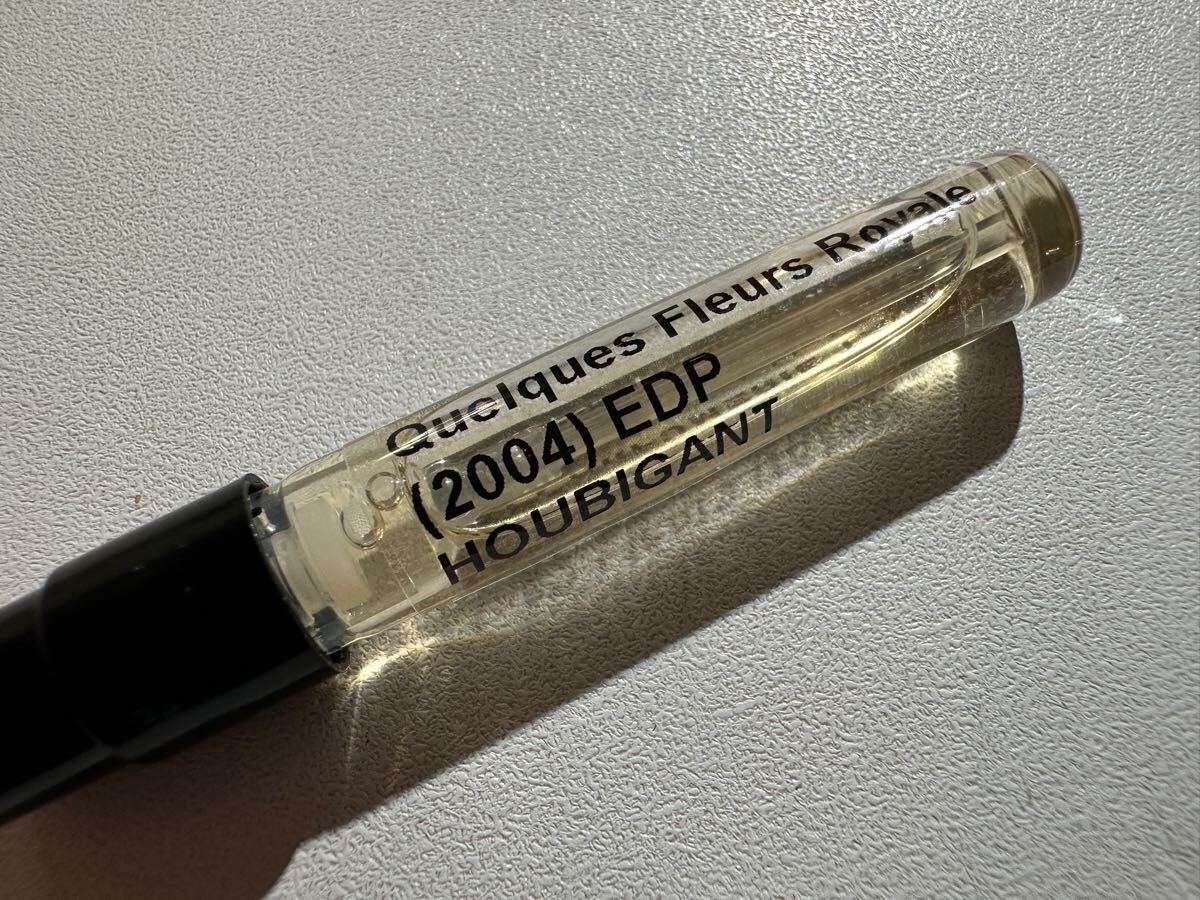 Quelques Fleurs Royale
(2004) EDP
HOUBIGANT